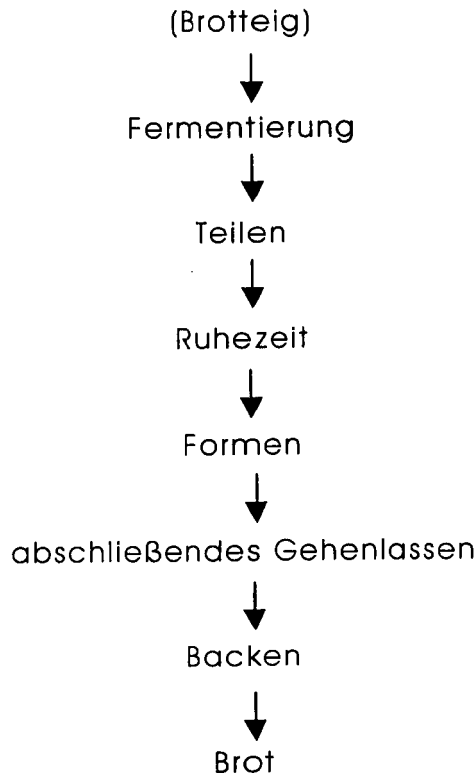 (Brotteig)
Fermentierung
Teilen
Ruhezeit
Formen
abschließendes Gehenlassen
Backen
Brot